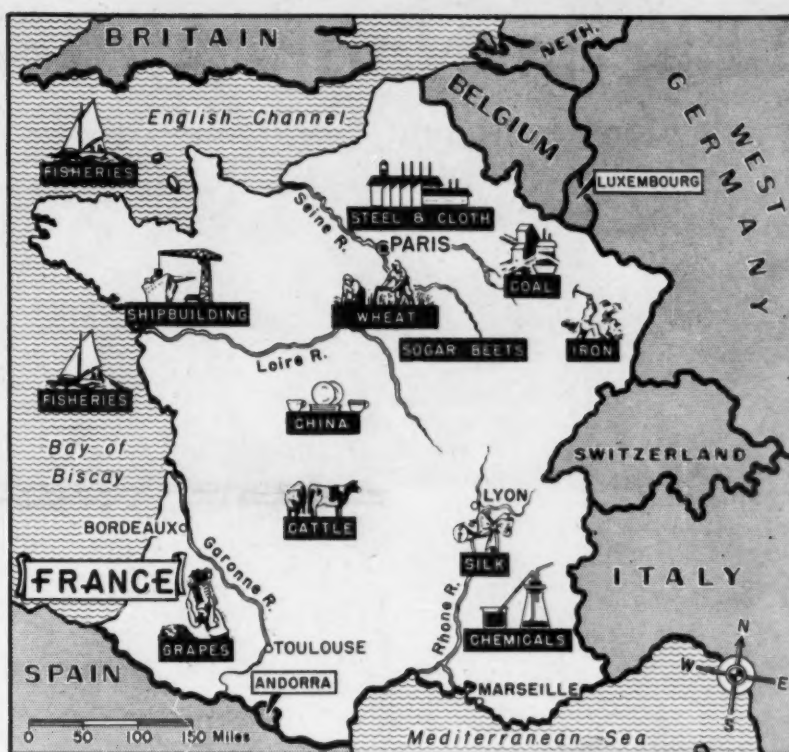 BRITAIN
NETH.
BELGIUM
WEST
GERMANY
English Channel
FISHERIES
LUXEMBOURG
STEEL & CLOTH
Seine R.
PARIS
COAL
SHIPBUILDING
WHEAT
SUGAR BEETS
IRON
Loire R.
FISHERIES
CHINA
Bay of
Biscay
SWITZERLAND
LYON
CATTLE
BORDEAUX
SILK
Garonne R.
FRANCE
ITALY
GRAPES
Rhone R.
CHEMICALS
TOULOUSE
SPAIN
ANDORRA
MARSEILLE
N
W
E
S
0 50 100 150 Miles
Mediterranean Sea